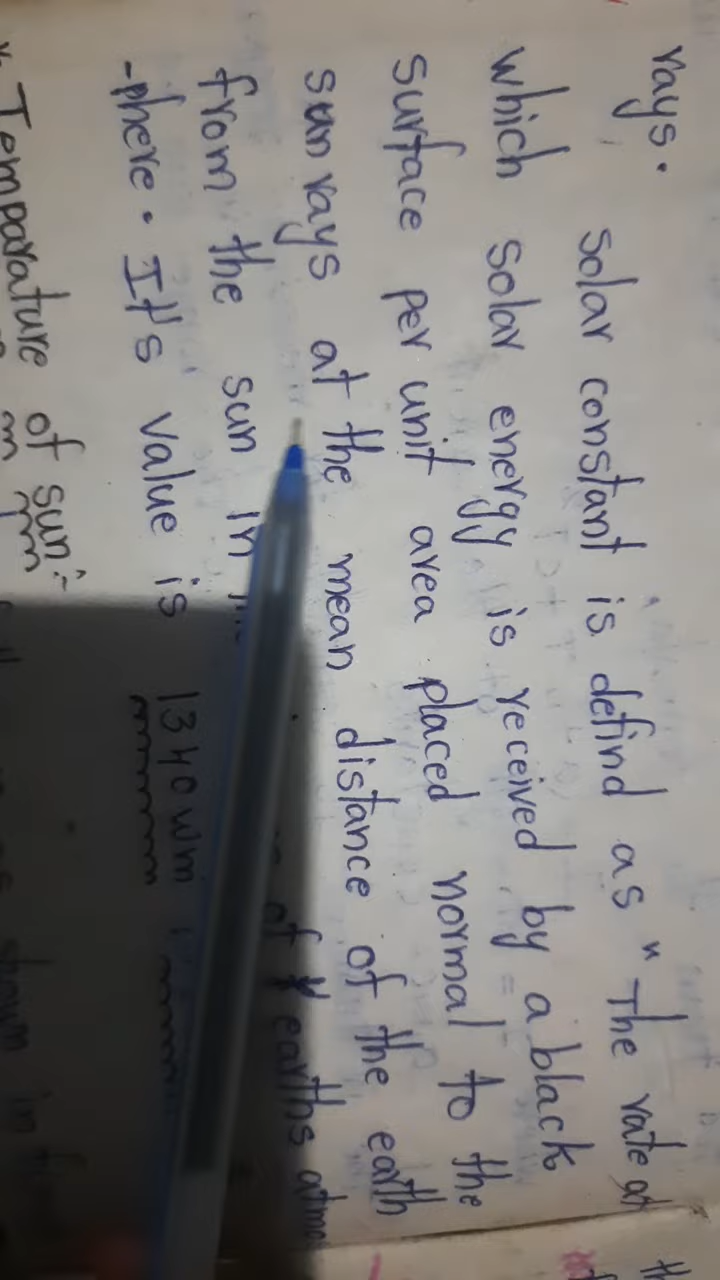 rays.
Solar constant is defind as "The rate at
which solar energy is received by a black
surface per unit area placed normal to the
sun rays at the mean distance of the earth
from the sun in of earths atmo
-phere. It's value is 1340 wm
* Temparature of sun:-
shown in